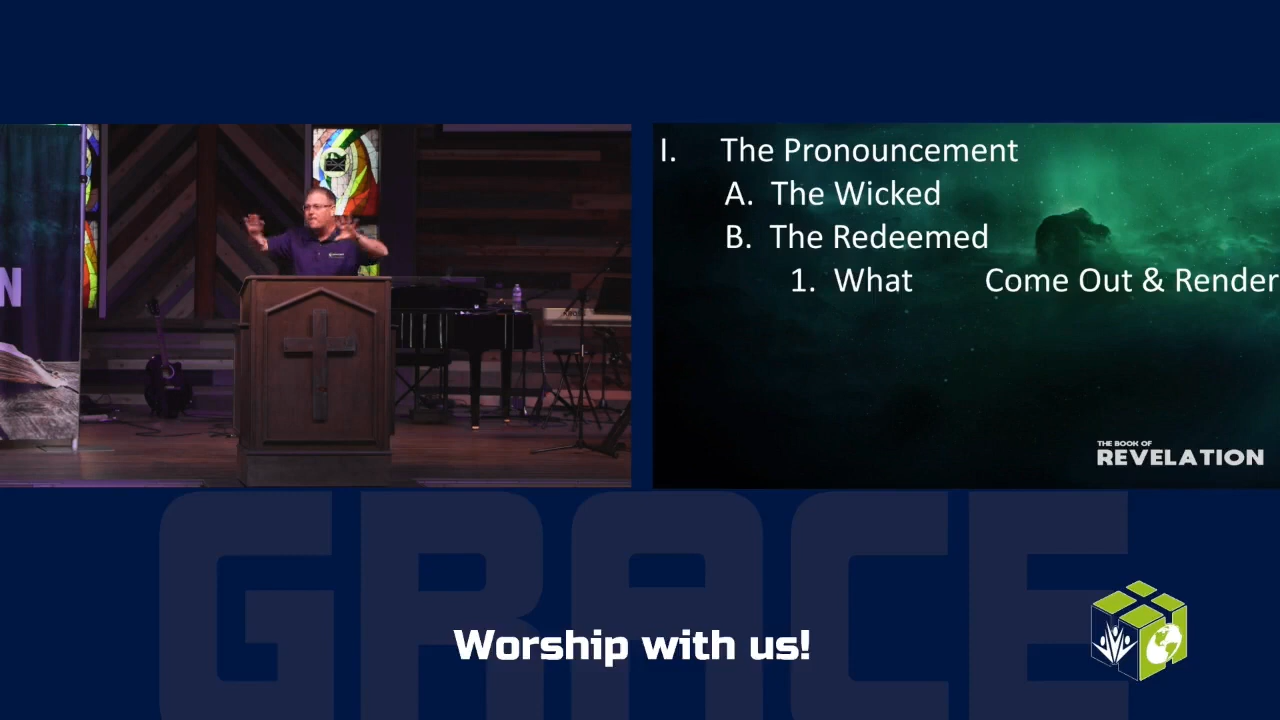 I. The Pronouncement
A. The Wicked
B. The Redeemed
1. What Come Out & Render
N
THE BOOK OF
REVELATION
GRACE
Worship with us!